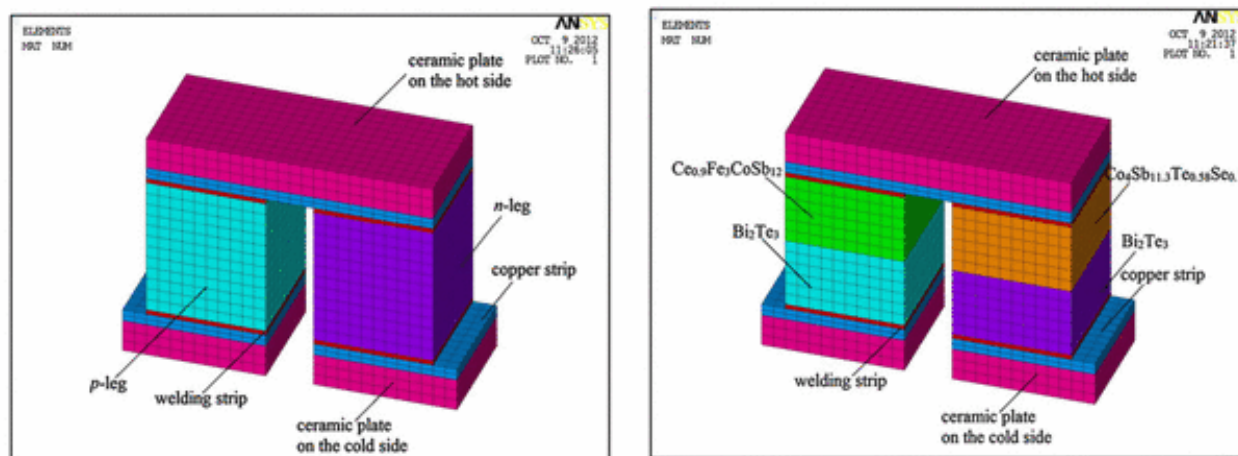 ANSYS
ELEMENTS
MAT NUM
OCT 9 2012
11:26:05
PLOT NO. 1
ceramic plate
on the hot side
n-leg
copper strip
p-leg
welding strip
ceramic plate
on the cold side
ANSYS
ELEMENTS
MAT NUM
OCT 9 2012
11:21:37
PLOT NO. 1
ceramic plate
on the hot side
Ce₀.₉Fe₃CoSb₁₂
Co₄Sb₁₁.₃Te₀.₅₈Se₀.
Bi₂Te₃
Bi₂Te₃
copper strip
welding strip
ceramic plate
on the cold side